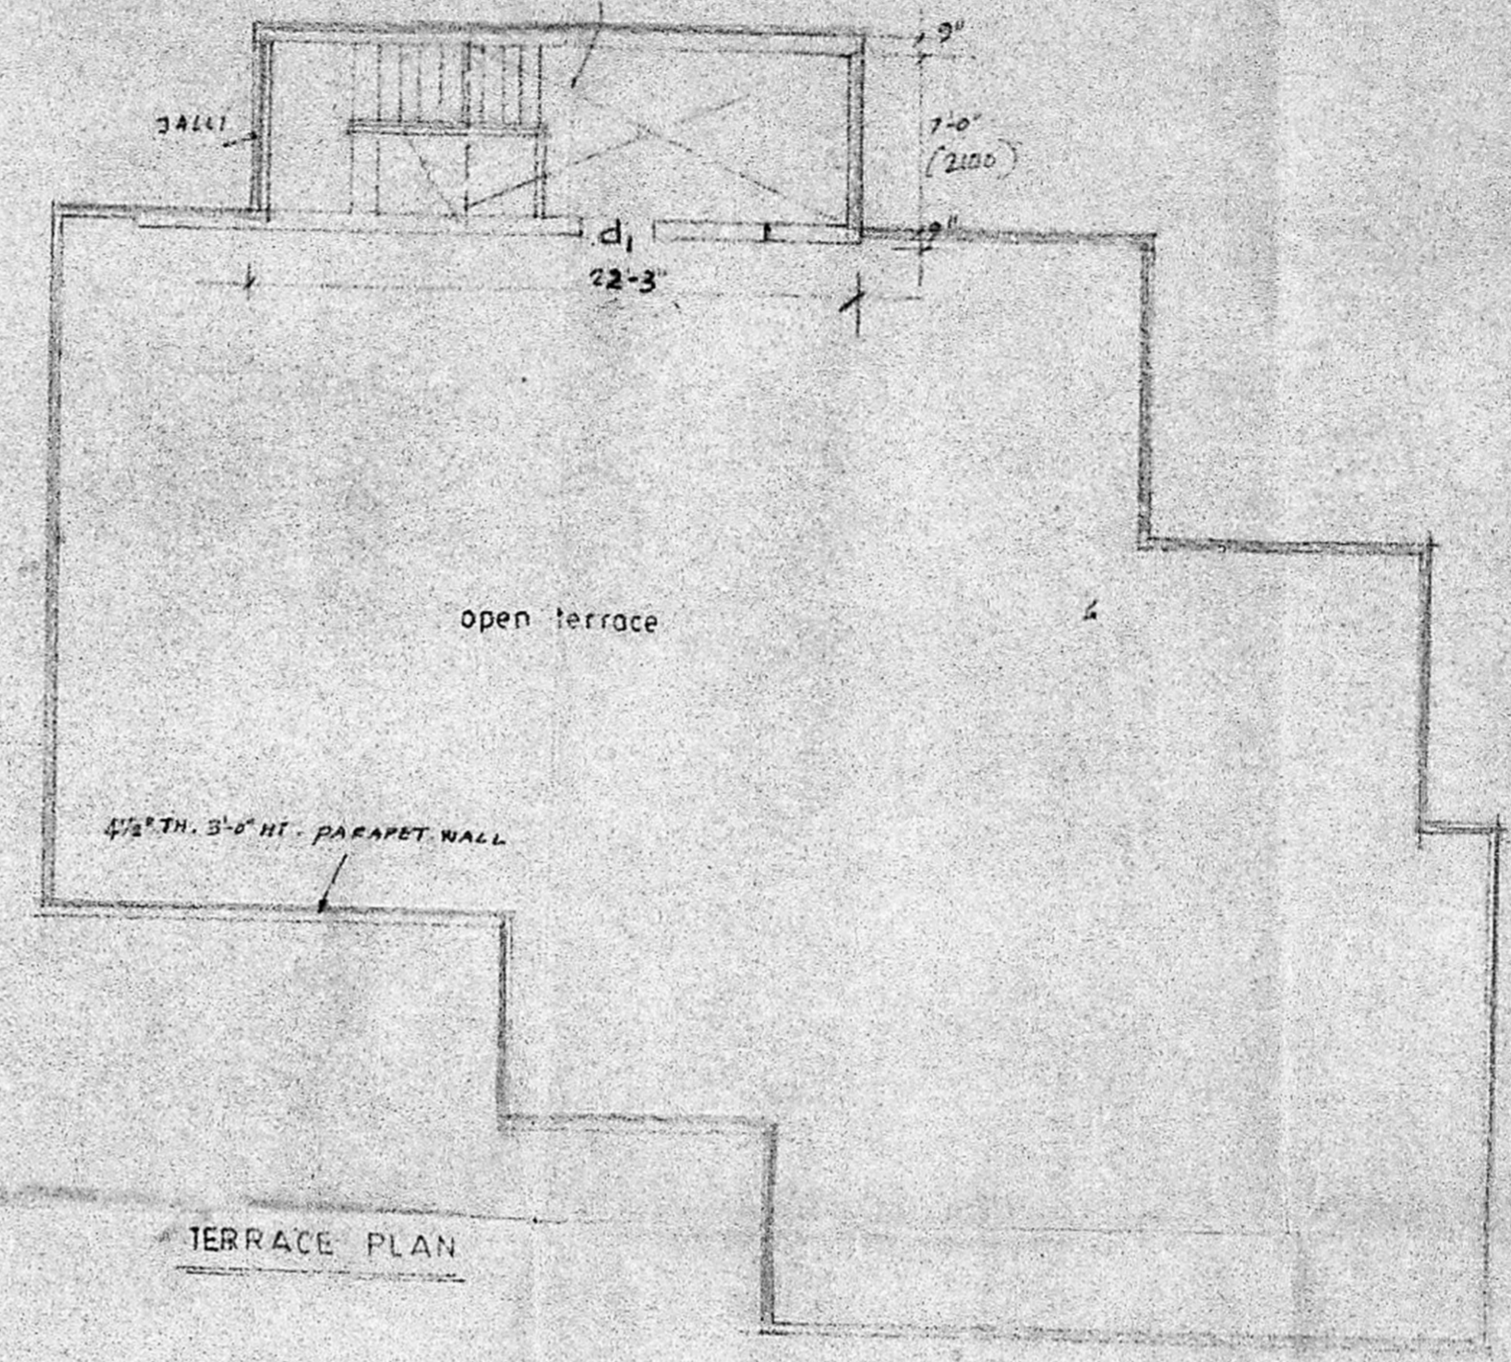 9"
JALLI
7'-0"
(2100)
d1
9"
22'-3"
open terrace
4½" TH. 3'-0" HT. PARAPET WALL
TERRACE PLAN